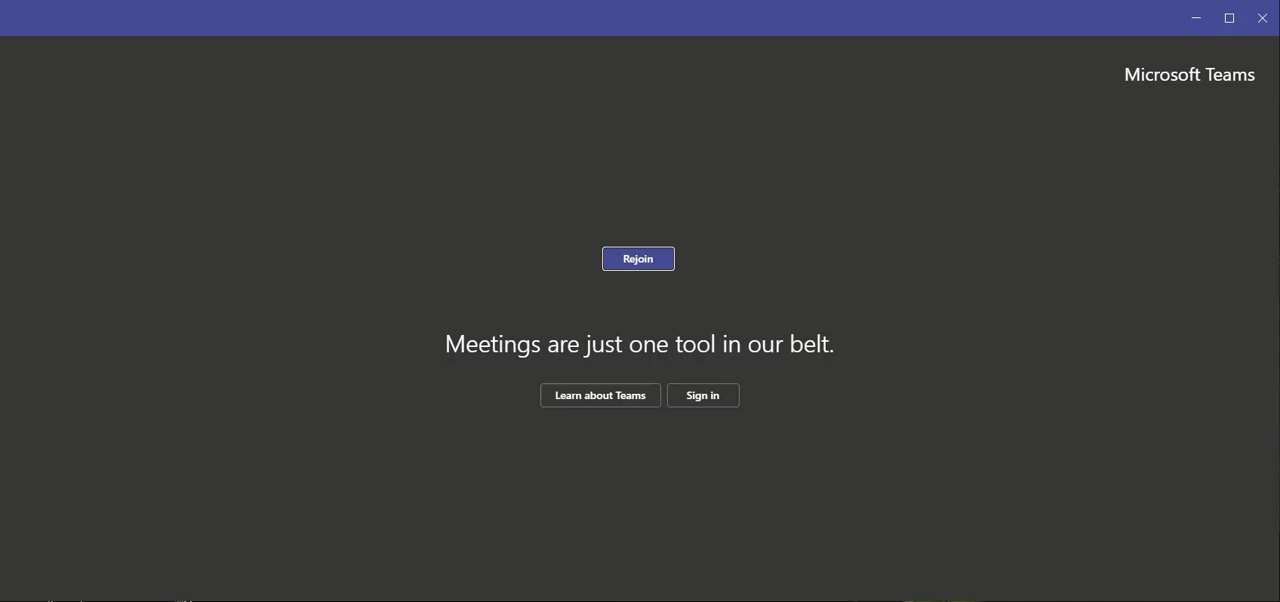 Microsoft Teams
Rejoin
Meetings are just one tool in our belt.
Learn about Teams
Sign in